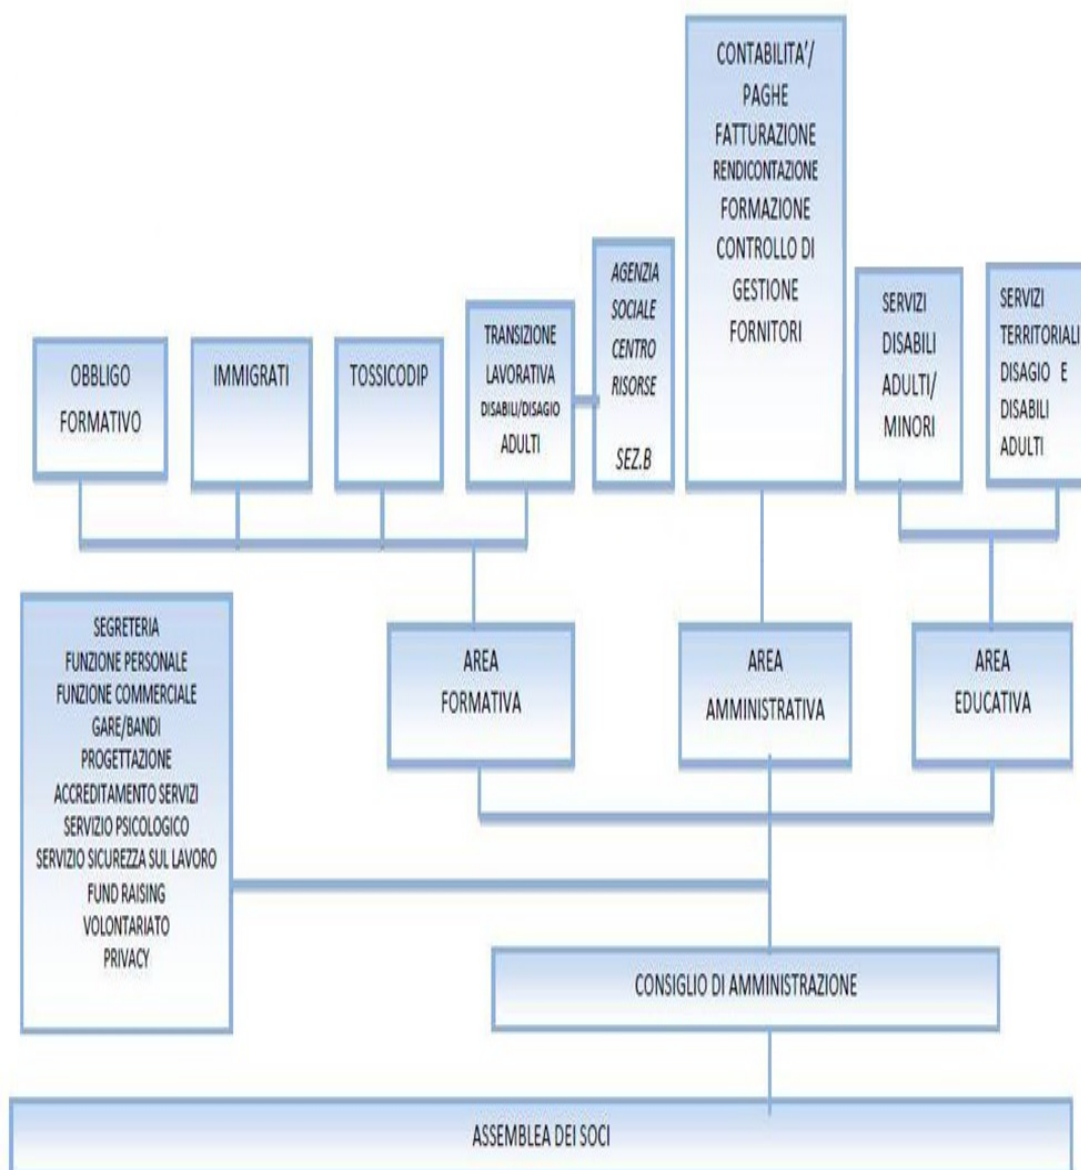 CONTABILITA'/
PAGHE
FATTURAZIONE
RENDICONTAZIONE
FORMAZIONE
CONTROLLO DI
GESTIONE
FORNITORI
AGENZIA
SOCIALE
CENTRO
RISORSE
SEZ.B
SERVIZI
DISABILI
ADULTI/
MINORI
SERVIZI
TERRITORIALI
DISAGIO E
DISABILI
ADULTI
TRANSIZIONE
LAVORATIVA
DISABILI/DISAGIO
ADULTI
OBBLIGO
FORMATIVO
IMMIGRATI
TOSSICODIP
SEGRETERIA
FUNZIONE PERSONALE
FUNZIONE COMMERCIALE
GARE/BANDI
PROGETTAZIONE
ACCREDITAMENTO SERVIZI
SERVIZIO PSICOLOGICO
SERVIZIO SICUREZZA SUL LAVORO
FUND RAISING
VOLONTARIATO
PRIVACY
AREA
FORMATIVA
AREA
AMMINISTRATIVA
AREA
EDUCATIVA
CONSIGLIO DI AMMINISTRAZIONE
ASSEMBLEA DEI SOCI